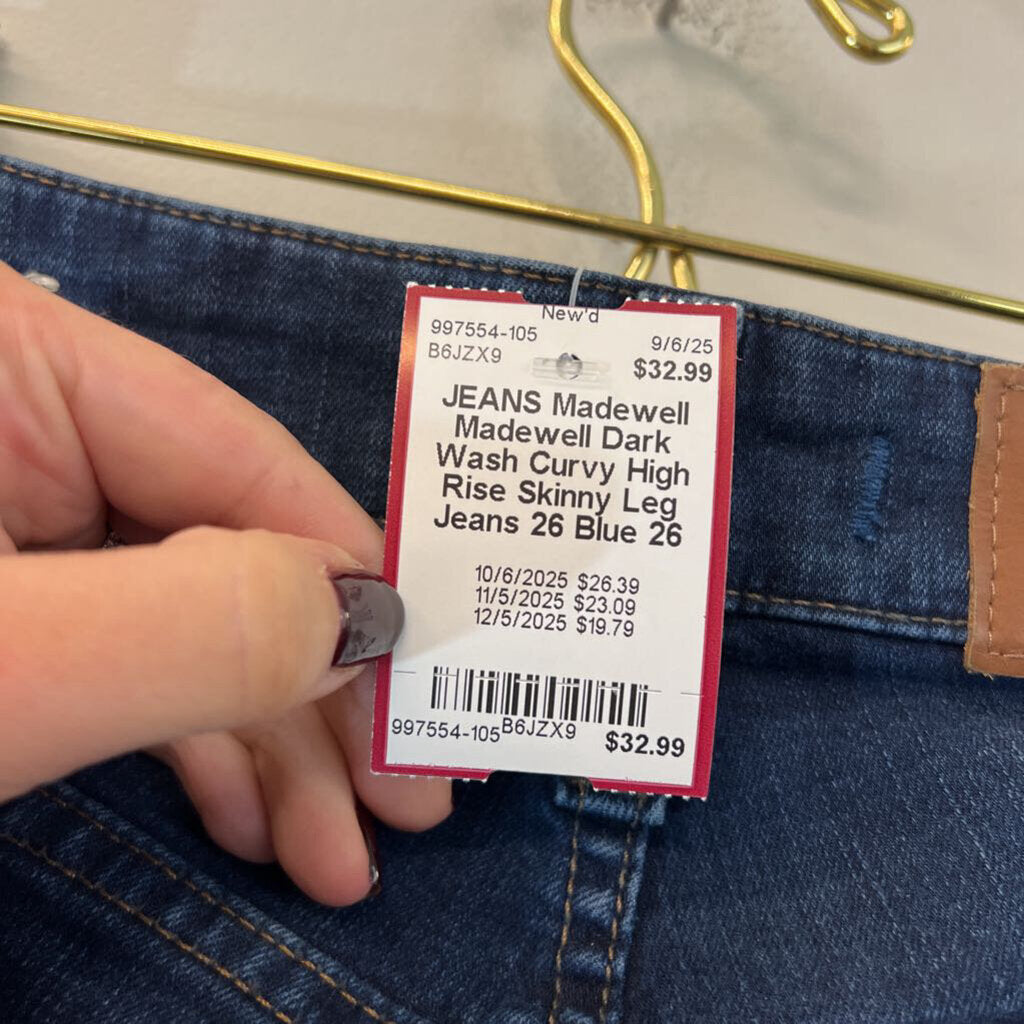 New'd
997554-105 9/6/25
B6JZX9 $32.99
JEANS Madewell
Madewell Dark
Wash Curvy High
Rise Skinny Leg
Jeans 26 Blue 26
10/6/2025 $26.39
11/5/2025 $23.09
12/5/2025 $19.79
997554-105 B6JZX9 $32.99